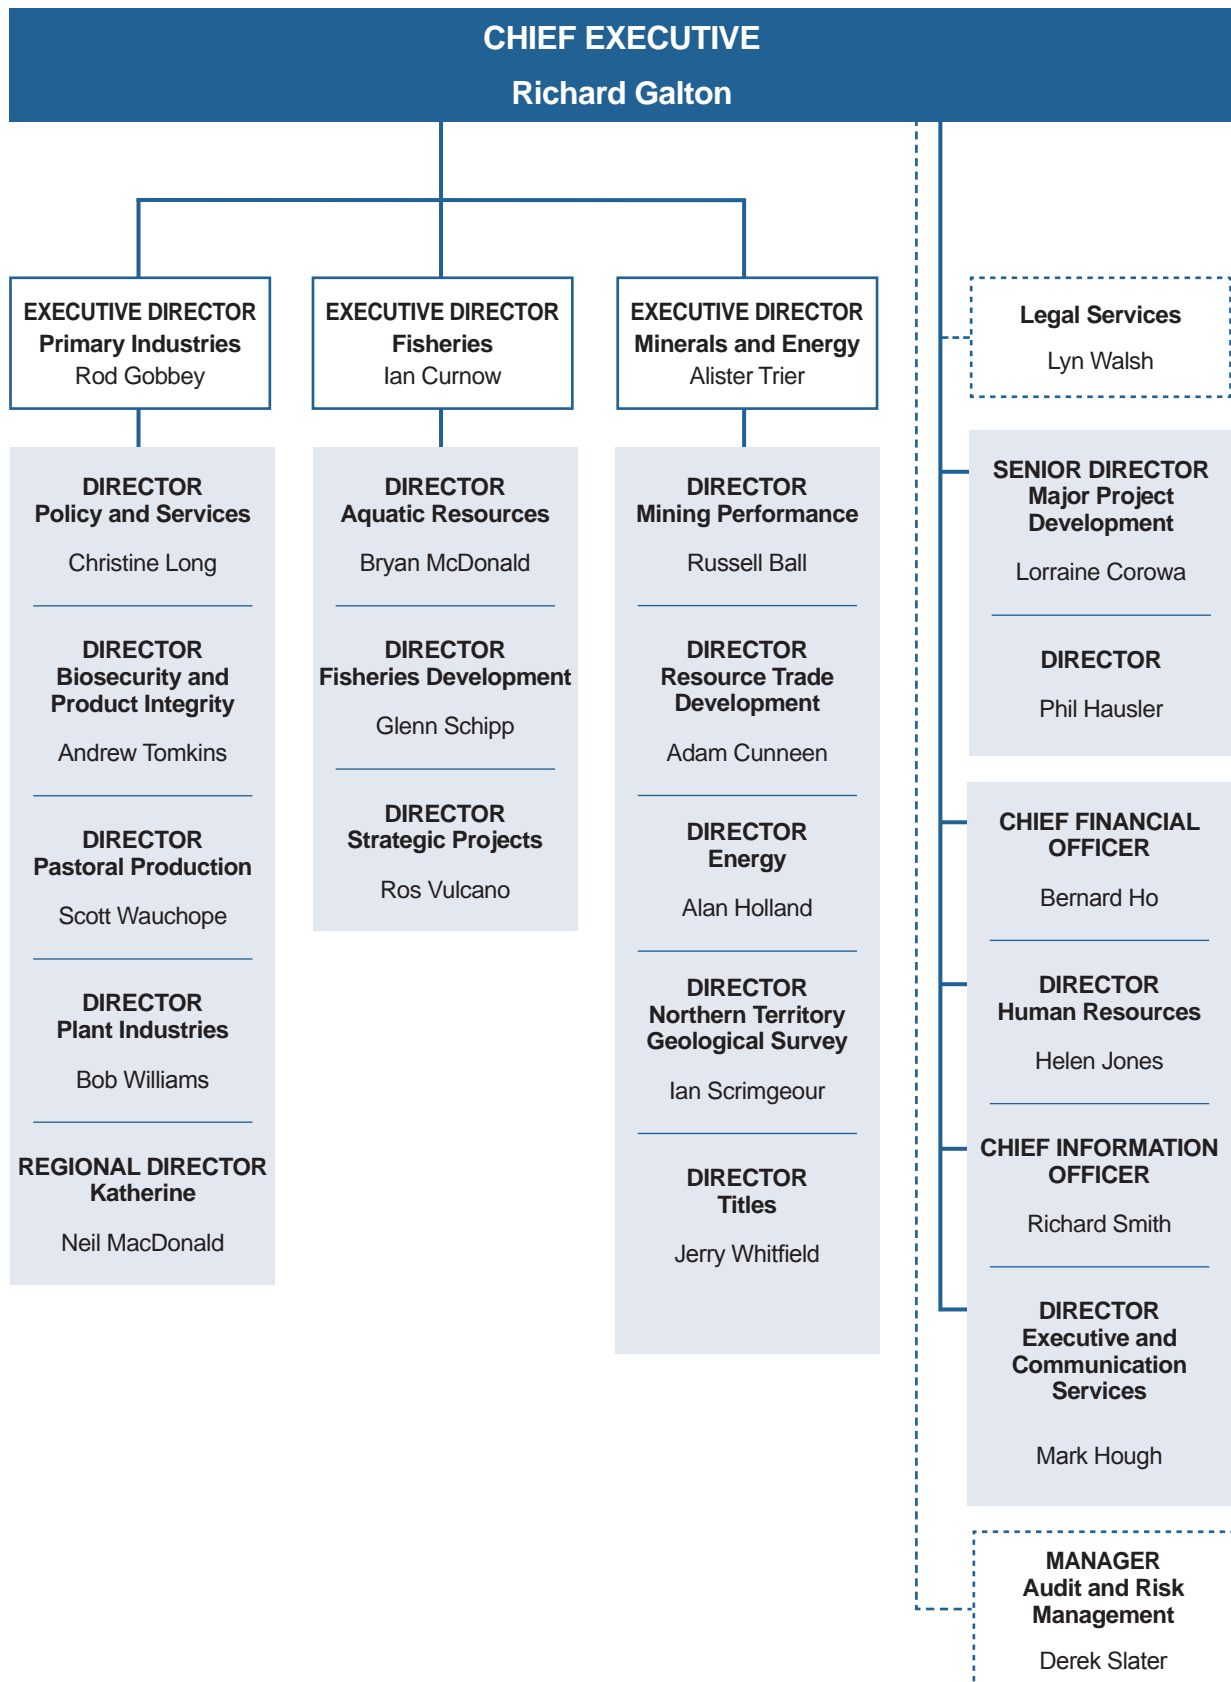 CHIEF EXECUTIVE
Richard Galton
EXECUTIVE DIRECTOR
Primary Industries
Rod Gobbey
DIRECTOR
Policy and Services
Christine Long
DIRECTOR
Biosecurity and
Product Integrity
Andrew Tomkins
DIRECTOR
Pastoral Production
Scott Wauchope
DIRECTOR
Plant Industries
Bob Williams
REGIONAL DIRECTOR
Katherine
Neil MacDonald
EXECUTIVE DIRECTOR
Fisheries
Ian Curnow
DIRECTOR
Aquatic Resources
Bryan McDonald
DIRECTOR
Fisheries Development
Glenn Schipp
DIRECTOR
Strategic Projects
Ros Vulcano
EXECUTIVE DIRECTOR
Minerals and Energy
Alister Trier
DIRECTOR
Mining Performance
Russell Ball
DIRECTOR
Resource Trade
Development
Adam Cunneen
DIRECTOR
Energy
Alan Holland
DIRECTOR
Northern Territory
Geological Survey
Ian Scrimgeour
DIRECTOR
Titles
Jerry Whitfield
Legal Services
Lyn Walsh
SENIOR DIRECTOR
Major Project
Development
Lorraine Corowa
DIRECTOR
Phil Hausler
CHIEF FINANCIAL
OFFICER
Bernard Ho
DIRECTOR
Human Resources
Helen Jones
CHIEF INFORMATION
OFFICER
Richard Smith
DIRECTOR
Executive and
Communication
Services
Mark Hough
MANAGER
Audit and Risk
Management
Derek Slater